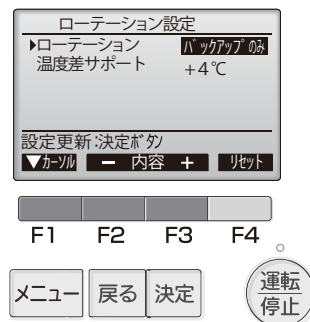 ローテーション設定
▶ローテーション バックアップのみ
温度差サポート +4℃
設定更新:決定ボタン
▼カーソル − 内容 + リセット
F1 F2 F3 F4
メニュー 戻る 決定 運転
停止